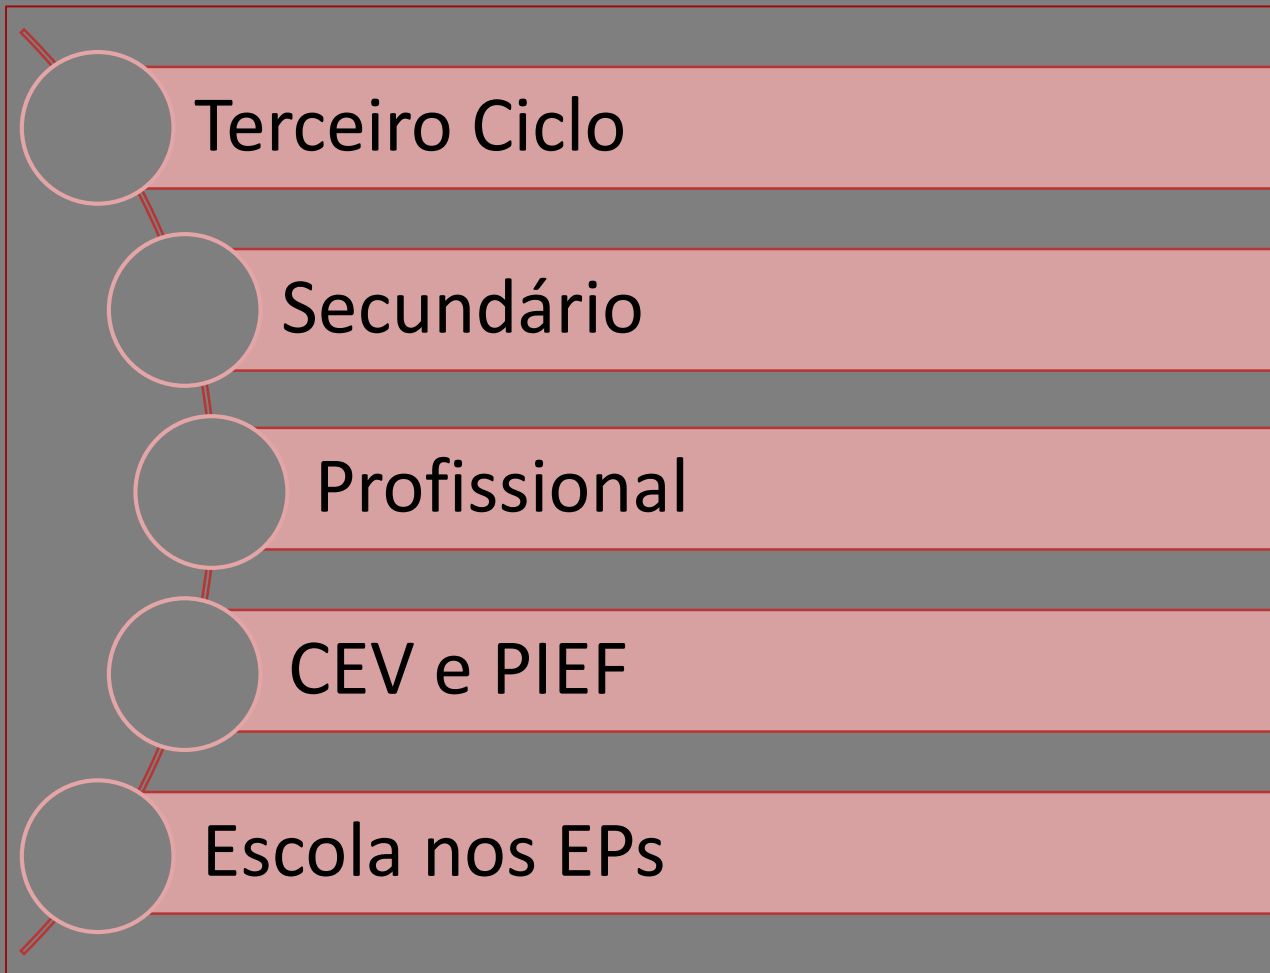 Terceiro Ciclo
Secundário
Profissional
CEV e PIEF
Escola nos EPs